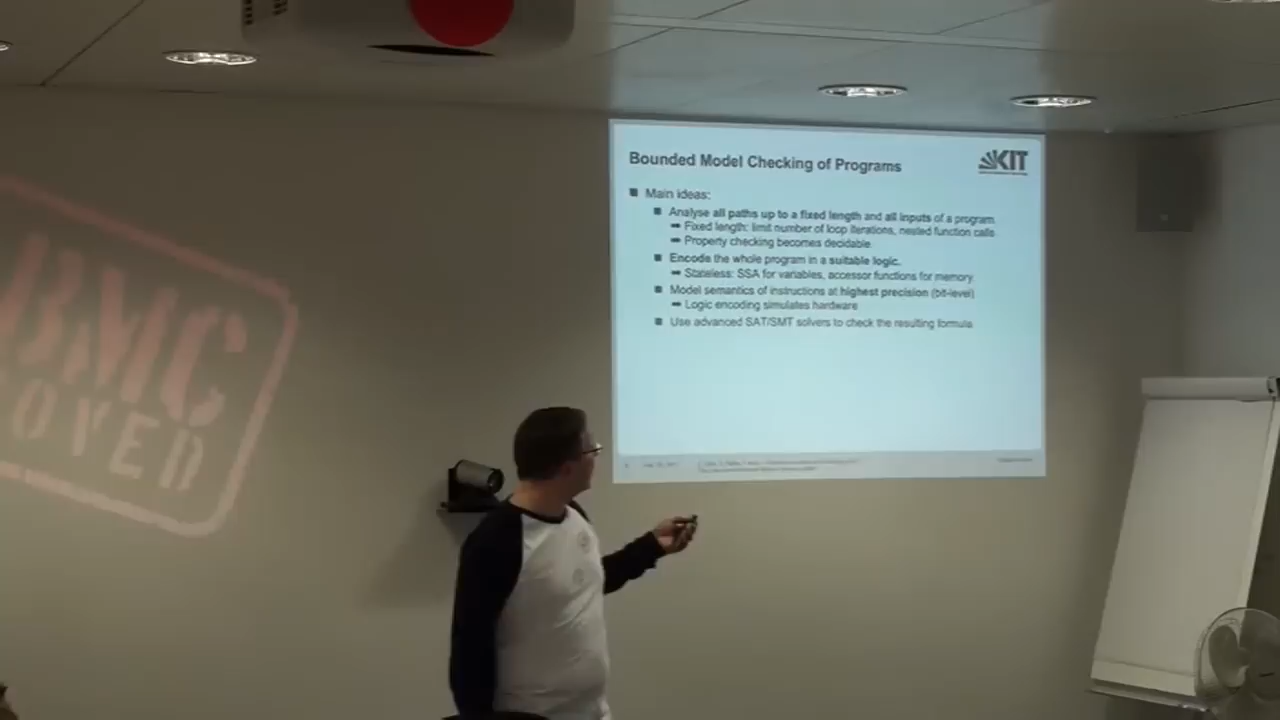 Bounded Model Checking of Programs
KIT
Main ideas:
Analyse all paths up to a fixed length and all inputs of a program.
➡ Fixed length: limit number of loop iterations, nested function calls
➡ Property checking becomes decidable
Encode the whole program in a suitable logic.
➡ Stateless: SSA for variables, accessor functions for memory
Model semantics of instructions at highest precision (bit-level)
➡ Logic encoding simulates hardware
Use advanced SAT/SMT solvers to check the resulting formula
BMC